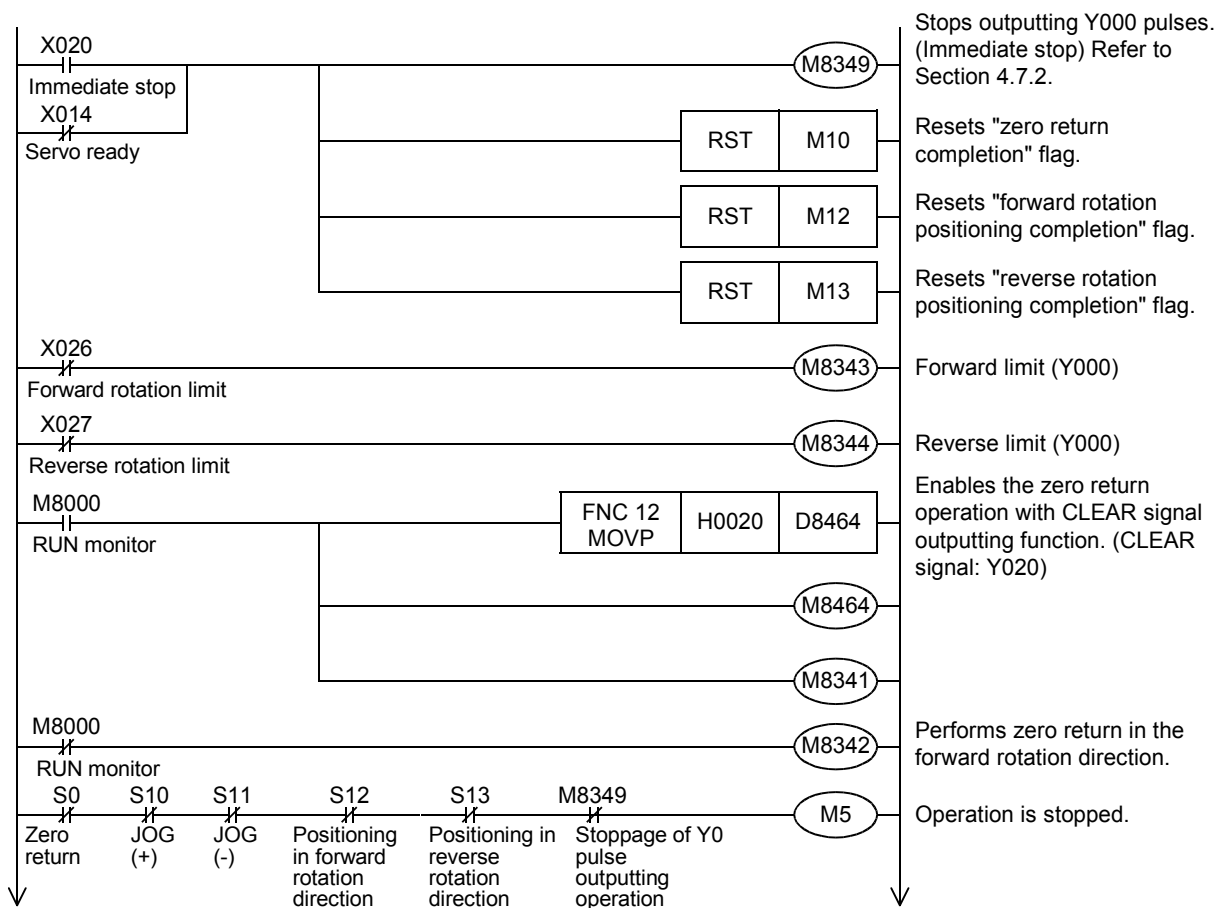 X020
Immediate stop
X014
Servo ready
M8349
Stops outputting Y000 pulses.
(Immediate stop) Refer to
Section 4.7.2.
RST M10
Resets "zero return
completion" flag.
RST M12
Resets "forward rotation
positioning completion" flag.
RST M13
Resets "reverse rotation
positioning completion" flag.
X026
Forward rotation limit
M8343
Forward limit (Y000)
X027
Reverse rotation limit
M8344
Reverse limit (Y000)
M8000
RUN monitor
FNC 12
MOVP
H0020 D8464
Enables the zero return
operation with CLEAR signal
outputting function. (CLEAR
signal: Y020)
M8464
M8341
M8000
RUN monitor
M8342
Performs zero return in the
forward rotation direction.
S0
Zero
return
S10
JOG
(+)
S11
JOG
(-)
S12
Positioning
in forward
rotation
direction
S13
Positioning in
reverse
rotation
direction
M8349
Stoppage of Y0
pulse
outputting
operation
M5
Operation is stopped.